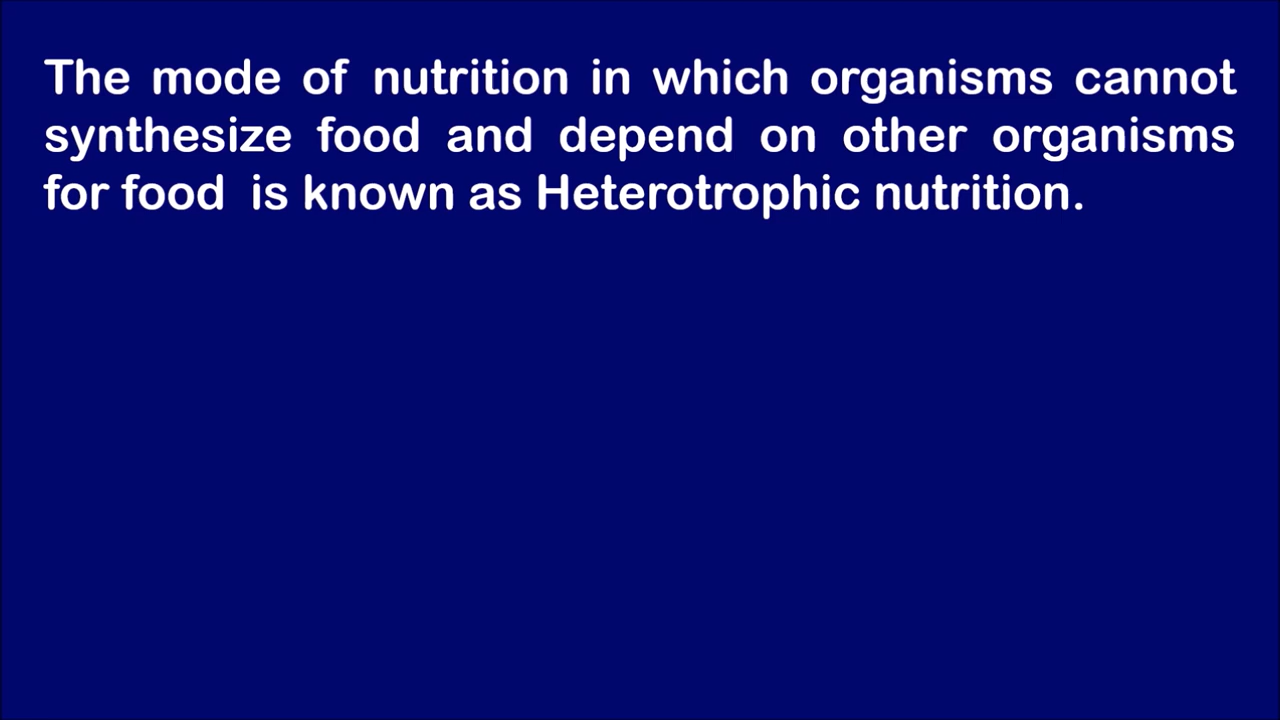 The mode of nutrition in which organisms cannot
synthesize food and depend on other organisms
for food is known as Heterotrophic nutrition.